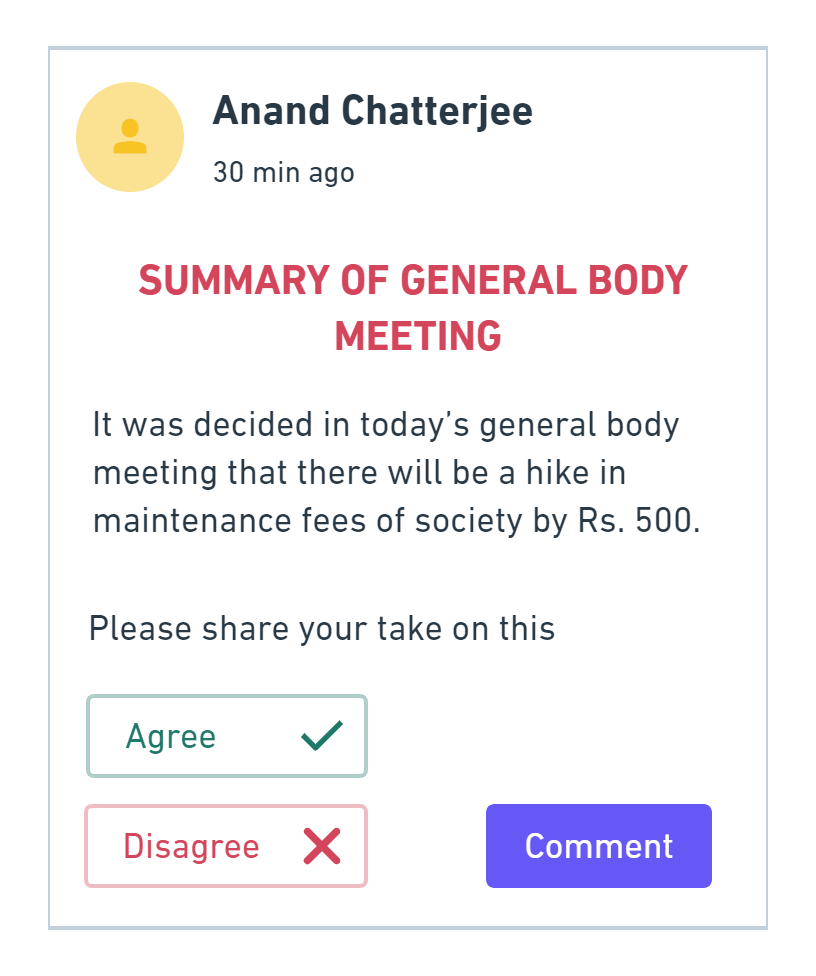 Anand Chatterjee
30 min ago
SUMMARY OF GENERAL BODY
MEETING
It was decided in today’s general body
meeting that there will be a hike in
maintenance fees of society by Rs. 500.
Please share your take on this
Agree
Disagree
Comment